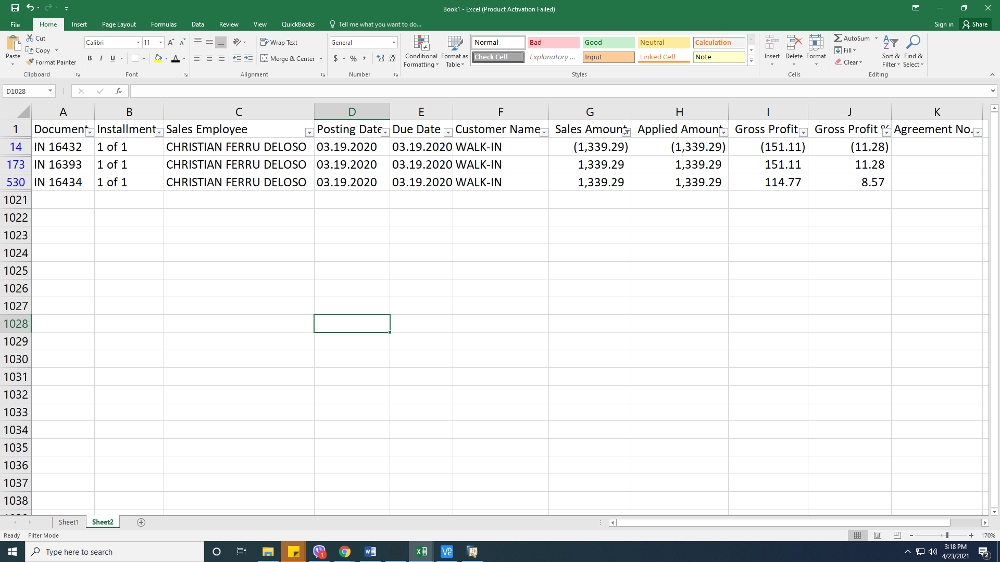 Book1 - Excel (Product Activation Failed)
File Home Insert Page Layout Formulas Data Review View QuickBooks Tell me what you want to do... Sign in Share
Paste Cut Copy Format Painter Clipboard
Calibri 11 B I U A Font
Wrap Text Merge & Center Alignment
General $ % , Number
Conditional Formatting Format as Table
Normal Bad Good Neutral Calculation
Check Cell Explanatory ... Input Linked Cell Note
Styles
Insert Delete Format Cells
AutoSum Fill Clear Sort & Filter Find & Select Editing
D1028 fx
A B C D E F G H I J K
1 Document Installment Sales Employee Posting Date Due Date Customer Name Sales Amount Applied Amount Gross Profit Gross Profit % Agreement No.
14 IN 16432 1 of 1 CHRISTIAN FERRU DELOSO 03.19.2020 03.19.2020 WALK-IN (1,339.29) (1,339.29) (151.11) (11.28)
173 IN 16393 1 of 1 CHRISTIAN FERRU DELOSO 03.19.2020 03.19.2020 WALK-IN 1,339.29 1,339.29 151.11 11.28
530 IN 16434 1 of 1 CHRISTIAN FERRU DELOSO 03.19.2020 03.19.2020 WALK-IN 1,339.29 1,339.29 114.77 8.57
1021
1022
1023
1024
1025
1026
1027
1028
1029
1030
1031
1032
1033
1034
1035
1036
1037
1038
Sheet1 Sheet2
Ready Filter Mode 170%
Type here to search
3:18 PM
4/23/2021